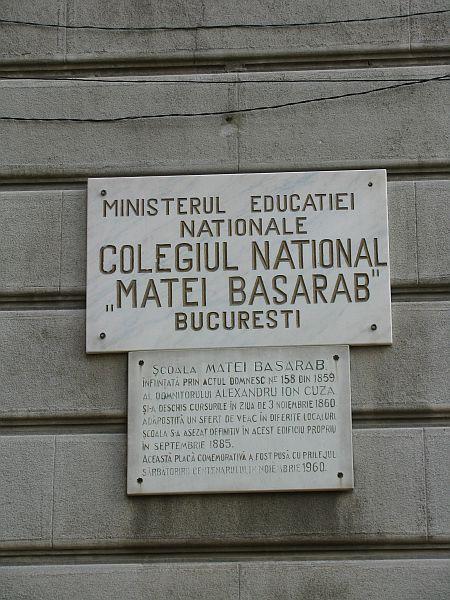 MINISTERUL EDUCATIEI
NATIONALE
COLEGIUL NATIONAL
„MATEI BASARAB"
BUCURESTI
ŞCOALA MATEI BASARAB
ÎNFIINŢATĂ PRIN ACTUL DOMNESC Nº 158 DIN 1859
AL DOMNITORULUI ALEXANDRU ION CUZA
ŞI-A DESCHIS CURSURILE ÎN ZIUA DE 3 NOIEMBRIE 1860
ADĂPOSTITĂ UN SFERT DE VEAC ÎN DIFERITE LOCALURI
ŞCOALA S-A AŞEZAT DEFINITIV ÎN ACEST EDIFICIU PROPRIU
ÎN SEPTEMBRIE 1885.
ACEASTĂ PLACĂ COMEMORATIVĂ A FOST PUSĂ CU PRILEJUL
SĂRBĂTORIRII CENTENARULUI ÎN NOIEMBRIE 1960.